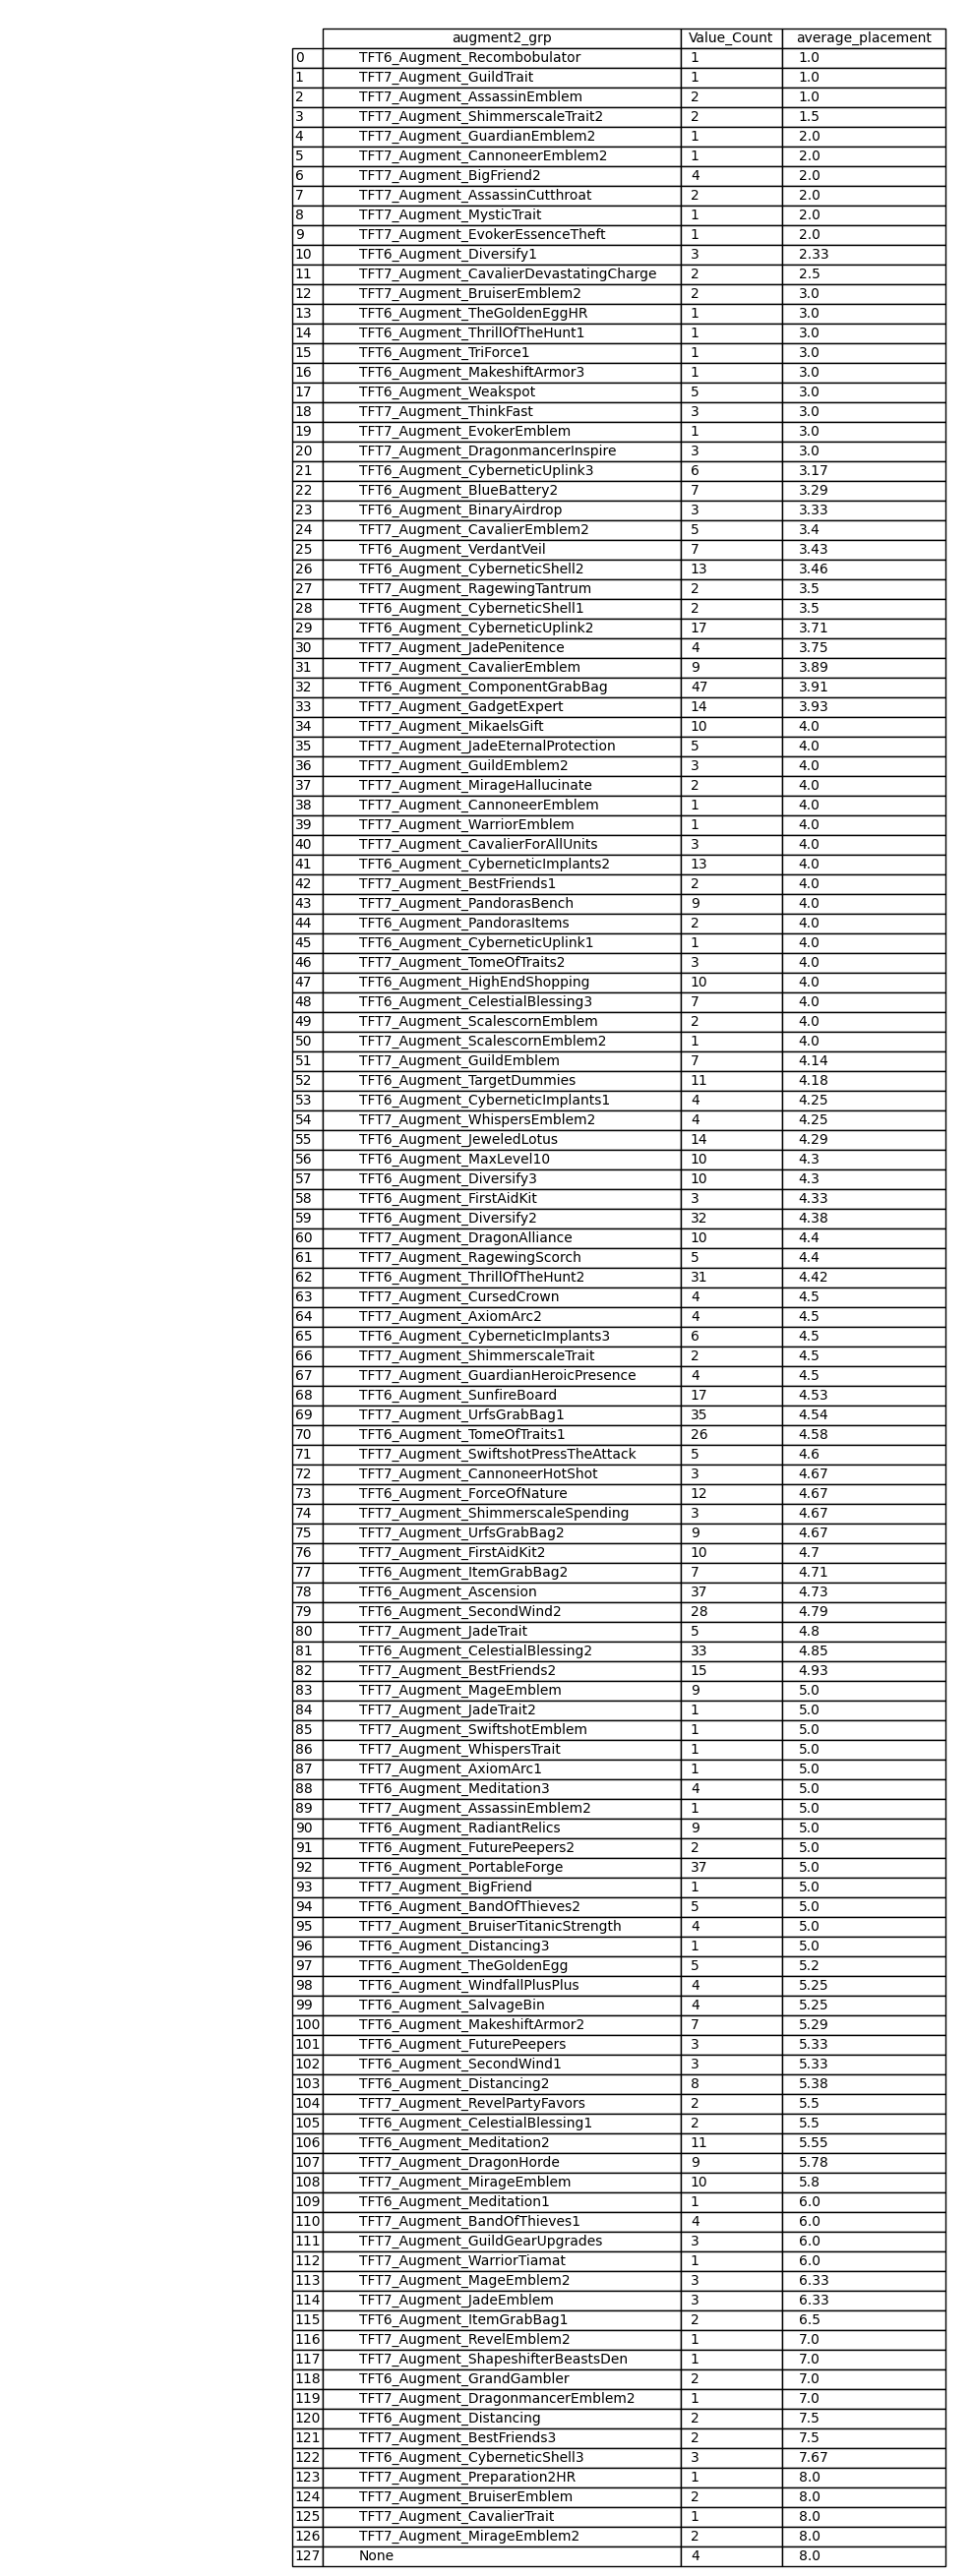 augment2_grp Value_Count average_placement
0 TFT6_Augment_Recombobulator 1 1.0
1 TFT7_Augment_GuildTrait 1 1.0
2 TFT7_Augment_AssassinEmblem 2 1.0
3 TFT7_Augment_ShimmerscaleTrait2 2 1.5
4 TFT7_Augment_GuardianEmblem2 1 2.0
5 TFT7_Augment_CannoneerEmblem2 1 2.0
6 TFT7_Augment_BigFriend2 4 2.0
7 TFT7_Augment_AssassinCutthroat 2 2.0
8 TFT7_Augment_MysticTrait 1 2.0
9 TFT7_Augment_EvokerEssenceTheft 1 2.0
10 TFT6_Augment_Diversify1 3 2.33
11 TFT7_Augment_CavalierDevastatingCharge 2 2.5
12 TFT7_Augment_BruiserEmblem2 2 3.0
13 TFT6_Augment_TheGoldenEggHR 1 3.0
14 TFT6_Augment_ThrillOfTheHunt1 1 3.0
15 TFT6_Augment_TriForce1 1 3.0
16 TFT6_Augment_MakeshiftArmor3 1 3.0
17 TFT6_Augment_Weakspot 5 3.0
18 TFT7_Augment_ThinkFast 3 3.0
19 TFT7_Augment_EvokerEmblem 1 3.0
20 TFT7_Augment_DragonmancerInspire 3 3.0
21 TFT6_Augment_CyberneticUplink3 6 3.17
22 TFT6_Augment_BlueBattery2 7 3.29
23 TFT6_Augment_BinaryAirdrop 3 3.33
24 TFT7_Augment_CavalierEmblem2 5 3.4
25 TFT6_Augment_VerdantVeil 7 3.43
26 TFT6_Augment_CyberneticShell2 13 3.46
27 TFT7_Augment_RagewingTantrum 2 3.5
28 TFT6_Augment_CyberneticShell1 2 3.5
29 TFT6_Augment_CyberneticUplink2 17 3.71
30 TFT7_Augment_JadePenitence 4 3.75
31 TFT7_Augment_CavalierEmblem 9 3.89
32 TFT6_Augment_ComponentGrabBag 47 3.91
33 TFT7_Augment_GadgetExpert 14 3.93
34 TFT7_Augment_MikaelsGift 10 4.0
35 TFT7_Augment_JadeEternalProtection 5 4.0
36 TFT7_Augment_GuildEmblem2 3 4.0
37 TFT7_Augment_MirageHallucinate 2 4.0
38 TFT7_Augment_CannoneerEmblem 1 4.0
39 TFT7_Augment_WarriorEmblem 1 4.0
40 TFT7_Augment_CavalierForAllUnits 3 4.0
41 TFT6_Augment_CyberneticImplants2 13 4.0
42 TFT7_Augment_BestFriends1 2 4.0
43 TFT7_Augment_PandorasBench 9 4.0
44 TFT6_Augment_PandorasItems 2 4.0
45 TFT6_Augment_CyberneticUplink1 1 4.0
46 TFT7_Augment_TomeOfTraits2 3 4.0
47 TFT6_Augment_HighEndShopping 10 4.0
48 TFT6_Augment_CelestialBlessing3 7 4.0
49 TFT7_Augment_ScalescornEmblem 2 4.0
50 TFT7_Augment_ScalescornEmblem2 1 4.0
51 TFT7_Augment_GuildEmblem 7 4.14
52 TFT6_Augment_TargetDummies 11 4.18
53 TFT6_Augment_CyberneticImplants1 4 4.25
54 TFT7_Augment_WhispersEmblem2 4 4.25
55 TFT6_Augment_JeweledLotus 14 4.29
56 TFT6_Augment_MaxLevel10 10 4.3
57 TFT6_Augment_Diversify3 10 4.3
58 TFT6_Augment_FirstAidKit 3 4.33
59 TFT6_Augment_Diversify2 32 4.38
60 TFT7_Augment_DragonAlliance 10 4.4
61 TFT7_Augment_RagewingScorch 5 4.4
62 TFT6_Augment_ThrillOfTheHunt2 31 4.42
63 TFT7_Augment_CursedCrown 4 4.5
64 TFT7_Augment_AxiomArc2 4 4.5
65 TFT6_Augment_CyberneticImplants3 6 4.5
66 TFT7_Augment_ShimmerscaleTrait 2 4.5
67 TFT7_Augment_GuardianHeroicPresence 4 4.5
68 TFT6_Augment_SunfireBoard 17 4.53
69 TFT7_Augment_UrfsGrabBag1 35 4.54
70 TFT6_Augment_TomeOfTraits1 26 4.58
71 TFT7_Augment_SwiftshotPressTheAttack 5 4.6
72 TFT7_Augment_CannoneerHotShot 3 4.67
73 TFT6_Augment_ForceOfNature 12 4.67
74 TFT7_Augment_ShimmerscaleSpending 3 4.67
75 TFT7_Augment_UrfsGrabBag2 9 4.67
76 TFT7_Augment_FirstAidKit2 10 4.7
77 TFT7_Augment_ItemGrabBag2 7 4.71
78 TFT6_Augment_Ascension 37 4.73
79 TFT6_Augment_SecondWind2 28 4.79
80 TFT7_Augment_JadeTrait 5 4.8
81 TFT6_Augment_CelestialBlessing2 33 4.85
82 TFT7_Augment_BestFriends2 15 4.93
83 TFT7_Augment_MageEmblem 9 5.0
84 TFT7_Augment_JadeTrait2 1 5.0
85 TFT7_Augment_SwiftshotEmblem 1 5.0
86 TFT7_Augment_WhispersTrait 1 5.0
87 TFT7_Augment_AxiomArc1 1 5.0
88 TFT6_Augment_Meditation3 4 5.0
89 TFT7_Augment_AssassinEmblem2 1 5.0
90 TFT6_Augment_RadiantRelics 9 5.0
91 TFT6_Augment_FuturePeepers2 2 5.0
92 TFT6_Augment_PortableForge 37 5.0
93 TFT7_Augment_BigFriend 1 5.0
94 TFT6_Augment_BandOfThieves2 5 5.0
95 TFT7_Augment_BruiserTitanicStrength 4 5.0
96 TFT6_Augment_Distancing3 1 5.0
97 TFT6_Augment_TheGoldenEgg 5 5.2
98 TFT6_Augment_WindfallPlusPlus 4 5.25
99 TFT6_Augment_SalvageBin 4 5.25
100 TFT6_Augment_MakeshiftArmor2 7 5.29
101 TFT6_Augment_FuturePeepers 3 5.33
102 TFT6_Augment_SecondWind1 3 5.33
103 TFT6_Augment_Distancing2 8 5.38
104 TFT7_Augment_RevelPartyFavors 2 5.5
105 TFT6_Augment_CelestialBlessing1 2 5.5
106 TFT6_Augment_Meditation2 11 5.55
107 TFT7_Augment_DragonHorde 9 5.78
108 TFT7_Augment_MirageEmblem 10 5.8
109 TFT6_Augment_Meditation1 1 6.0
110 TFT7_Augment_BandOfThieves1 4 6.0
111 TFT7_Augment_GuildGearUpgrades 3 6.0
112 TFT7_Augment_WarriorTiamat 1 6.0
113 TFT7_Augment_MageEmblem2 3 6.33
114 TFT7_Augment_JadeEmblem 3 6.33
115 TFT6_Augment_ItemGrabBag1 2 6.5
116 TFT7_Augment_RevelEmblem2 1 7.0
117 TFT7_Augment_ShapeshifterBeastsDen 1 7.0
118 TFT6_Augment_GrandGambler 2 7.0
119 TFT7_Augment_DragonmancerEmblem2 1 7.0
120 TFT6_Augment_Distancing 2 7.5
121 TFT7_Augment_BestFriends3 2 7.5
122 TFT6_Augment_CyberneticShell3 3 7.67
123 TFT7_Augment_Preparation2HR 1 8.0
124 TFT7_Augment_BruiserEmblem 2 8.0
125 TFT7_Augment_CavalierTrait 1 8.0
126 TFT7_Augment_MirageEmblem2 2 8.0
127 None 4 8.0